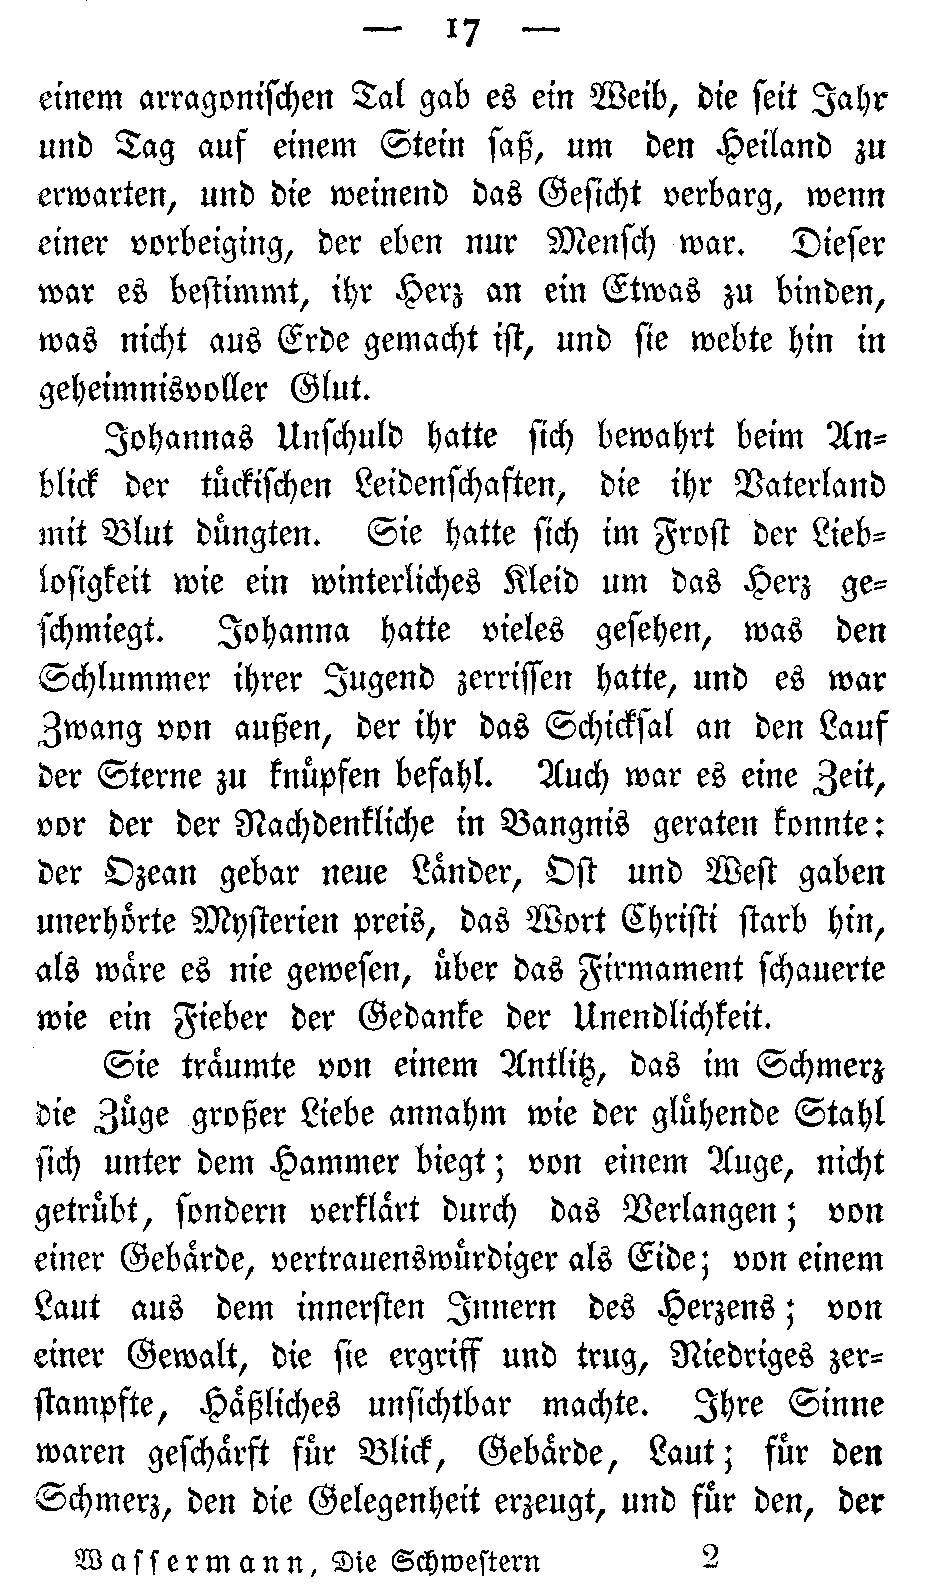 — 17 —
einem arragonischen Tal gab es ein Weib, die seit Jahr
und Tag auf einem Stein saß, um den Heiland zu
erwarten, und die weinend das Gesicht verbarg, wenn
einer vorbeiging, der eben nur Mensch war. Dieser
war es bestimmt, ihr Herz an ein Etwas zu binden,
was nicht aus Erde gemacht ist, und sie webte hin in
geheimnisvoller Glut.
Johannas Unschuld hatte sich bewahrt beim An-
blick der tückischen Leidenschaften, die ihr Vaterland
mit Blut düngten. Sie hatte sich im Frost der Lieb-
losigkeit wie ein winterliches Kleid um das Herz ge-
schmiegt. Johanna hatte vieles gesehen, was den
Schlummer ihrer Jugend zerrissen hatte, und es war
Zwang von außen, der ihr das Schicksal an den Lauf
der Sterne zu knüpfen befahl. Auch war es eine Zeit,
vor der der Nachdenkliche in Bangnis geraten konnte:
der Ozean gebar neue Länder, Ost und West gaben
unerhörte Mysterien preis, das Wort Christi starb hin,
als wäre es nie gewesen, über das Firmament schauerte
wie ein Fieber der Gedanke der Unendlichkeit.
Sie träumte von einem Antlitz, das im Schmerz
die Züge großer Liebe annahm wie der glühende Stahl
sich unter dem Hammer biegt; von einem Auge, nicht
getrübt, sondern verklärt durch das Verlangen; von
einer Gebärde, vertrauenswürdiger als Eide; von einem
Laut aus dem innersten Innern des Herzens; von
einer Gewalt, die sie ergriff und trug, Niedriges zer-
stampfte, Häßliches unsichtbar machte. Ihre Sinne
waren geschärft für Blick, Gebärde, Laut; für den
Schmerz, den die Gelegenheit erzeugt, und für den, der
Wassermann, Die Schwestern 2